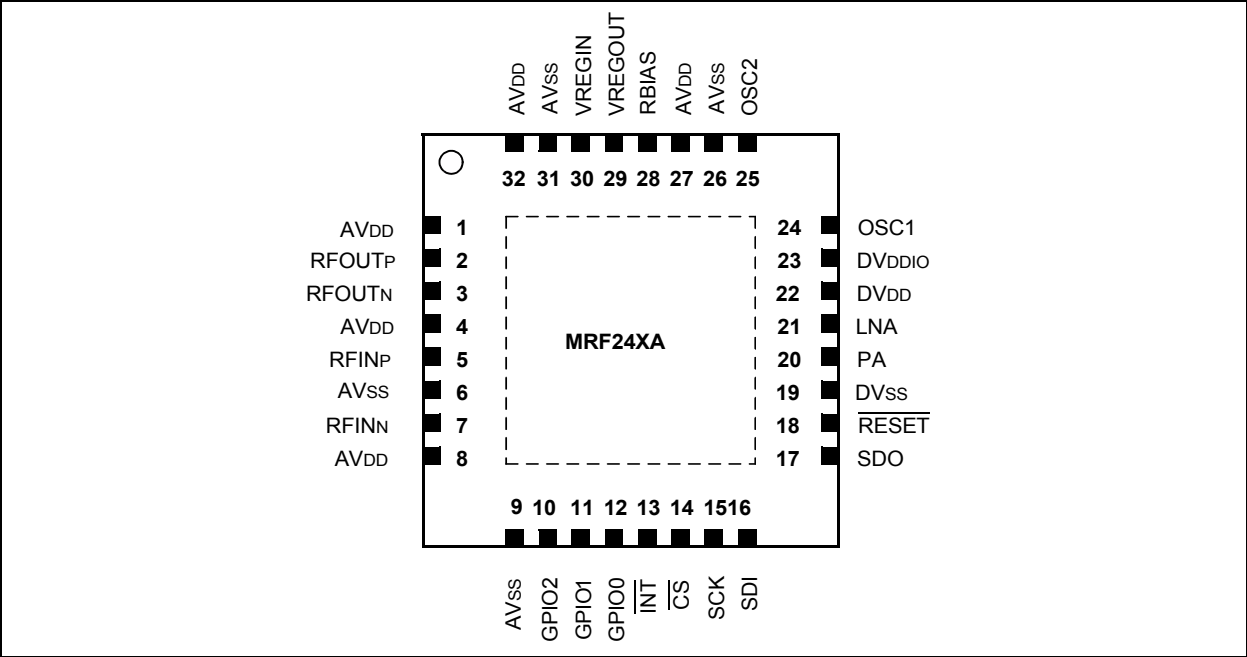 AVDD
AVSS
VREGIN
VREGOUT
RBIAS
AVDD
AVSS
OSC2
32 31 30 29 28 27 26 25
AVDD 1
RFOUTP 2
RFOUTN 3
AVDD 4
RFINP 5
AVSS 6
RFINN 7
AVDD 8
MRF24XA
24 OSC1
23 DVDDIO
22 DVDD
21 LNA
20 PA
19 DVSS
18 RESET
17 SDO
9 10 11 12 13 14 15 16
AVSS
GPIO2
GPIO1
GPIO0
INT
CS
SCK
SDI